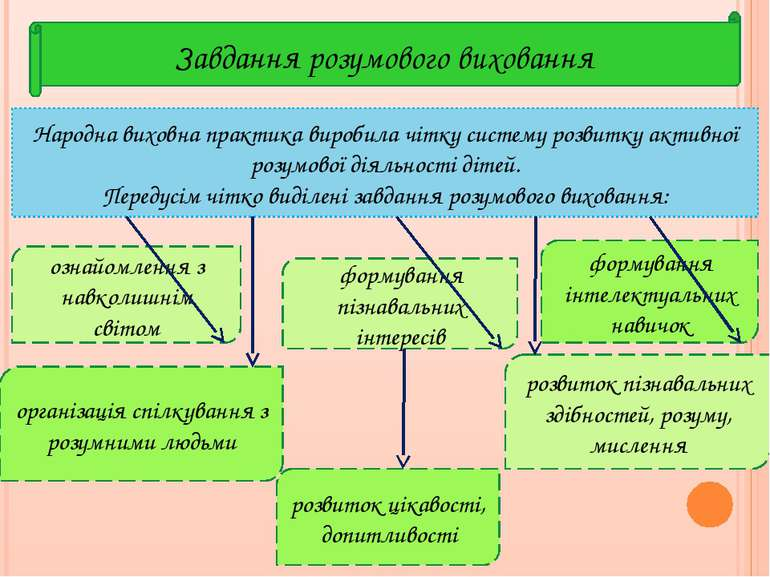 Завдання розумового виховання
Народна виховна практика виробила чітку систему розвитку активної
розумової діяльності дітей.
Передусім чітко виділені завдання розумового виховання:
ознайомлення з
навколишнім
світом
формування
пізнавальних
інтересів
формування
інтелектуальних
навичок
організація спілкування з
розумними людьми
розвиток пізнавальних
здібностей, розуму,
мислення
розвиток цікавості,
допитливості